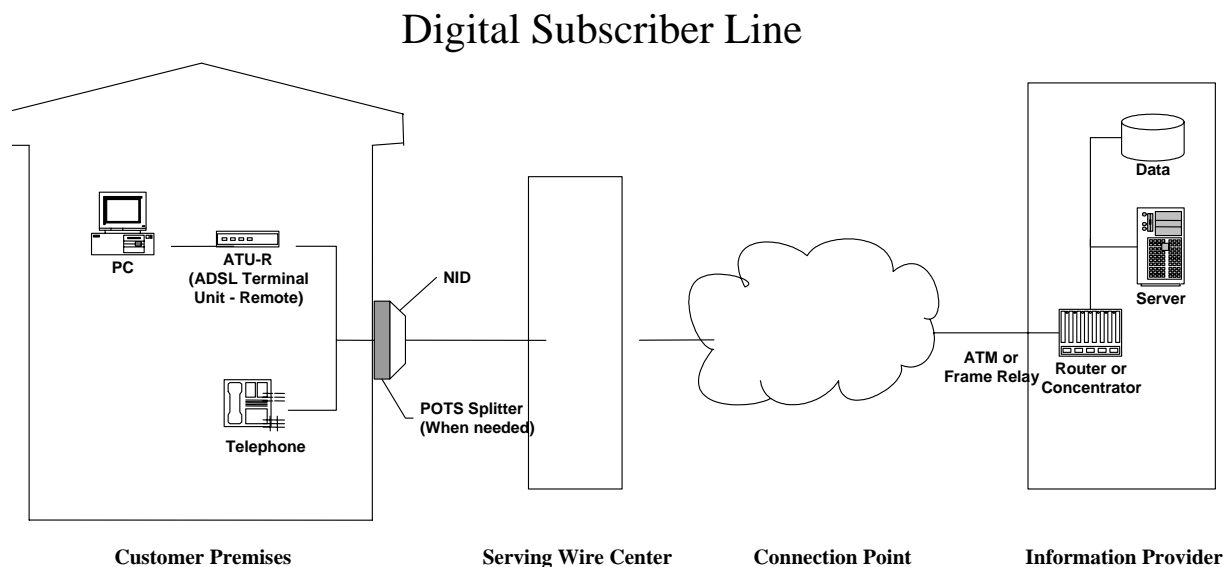 Digital Subscriber Line
Data
PC
ATU-R
(ADSL Terminal
Unit - Remote)
NID
Server
ATM or
Frame Relay
Router or
Concentrator
POTS Splitter
(When needed)
Telephone
Customer Premises
Serving Wire Center
Connection Point
Information Provider